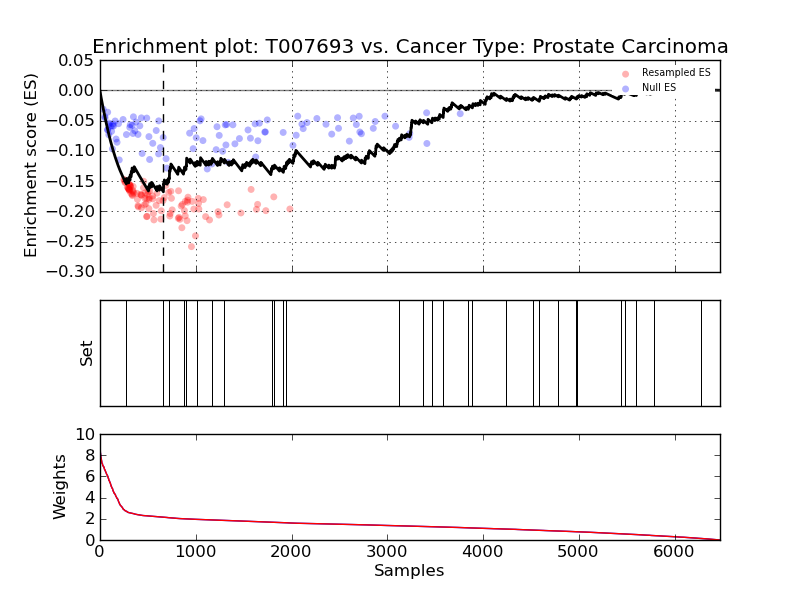 Enrichment plot: T007693 vs. Cancer Type: Prostate Carcinoma
Enrichment score (ES)
0.05
0.00
−0.05
−0.10
−0.15
−0.20
−0.25
−0.30
Resampled ES
Null ES
Set
Weights
10
8
6
4
2
0
0 1000 2000 3000 4000 5000 6000
Samples